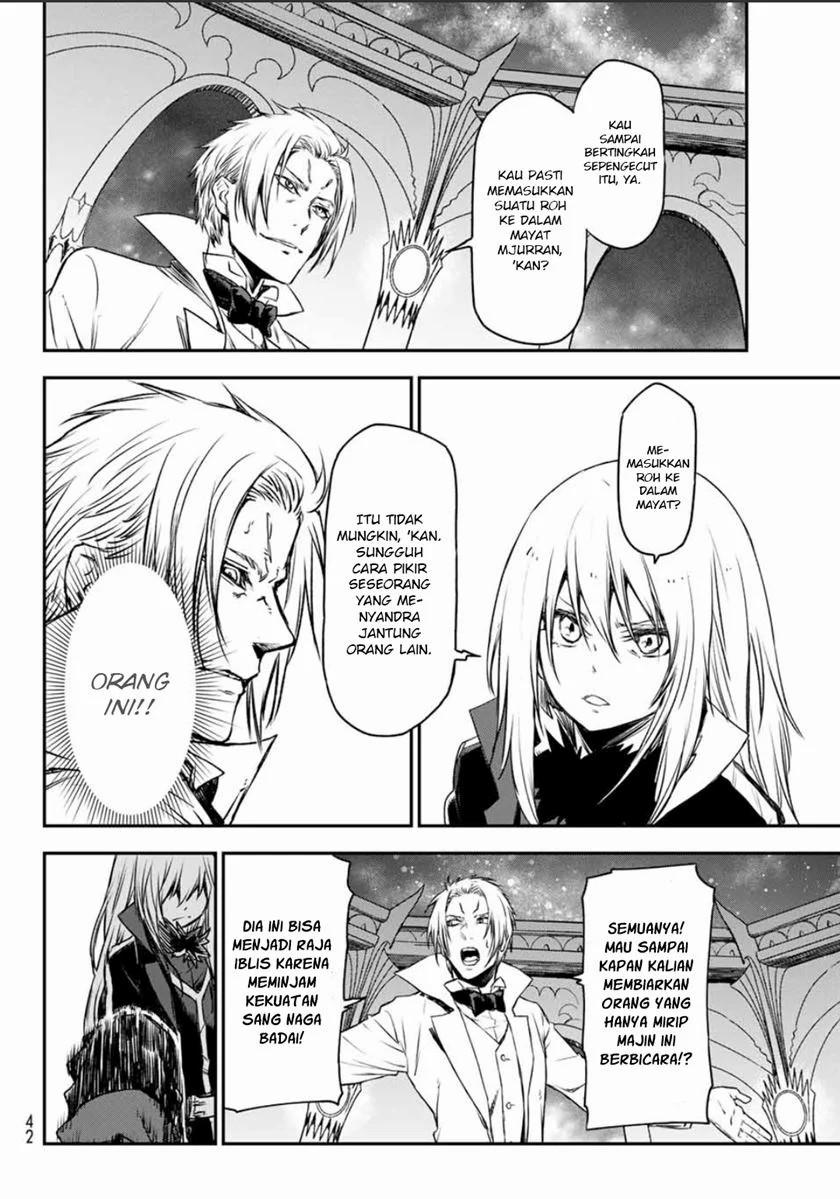 KAU
SAMPAI
BERTINGKAH
SEPENGECUT
ITU, YA.
KAU PASTI
MEMASUKKAN
SUATU ROH
KE DALAM
MAYAT
MJURRAN,
'KAN?
ME-
MASUKKAN
ROH KE
DALAM
MAYAT?
ITU TIDAK
MUNGKIN, 'KAN.
SUNGGUH
CARA PIKIR
SESEORANG
YANG ME-
NYANDRA
JANTUNG
ORANG LAIN.
ORANG
INI!!
SEMUANYA!
MAU SAMPAI
KAPAN KALIAN
MEMBIARKAN
ORANG YANG
HANYA MIRIP
MAJIN INI
BERBICARA!?
DIA INI BISA
MENJADI RAJA
IBLIS KARENA
MEMINJAM
KEKUATAN
SANG NAGA
BADAI!
42